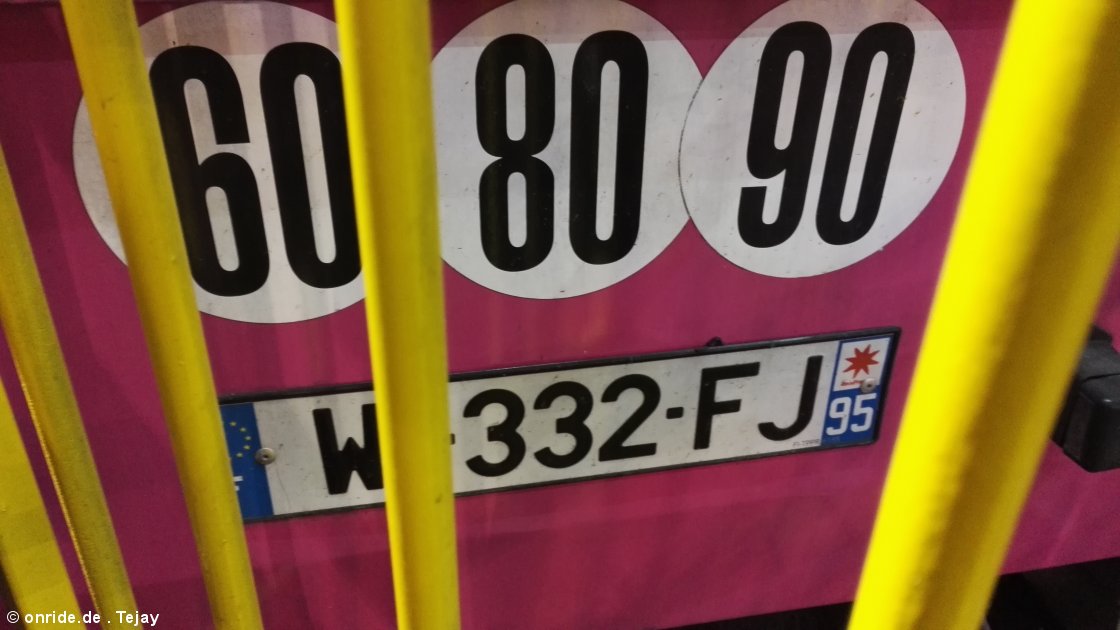 60 80 90
W -332-FJ
F
95
© onride.de . Tejay